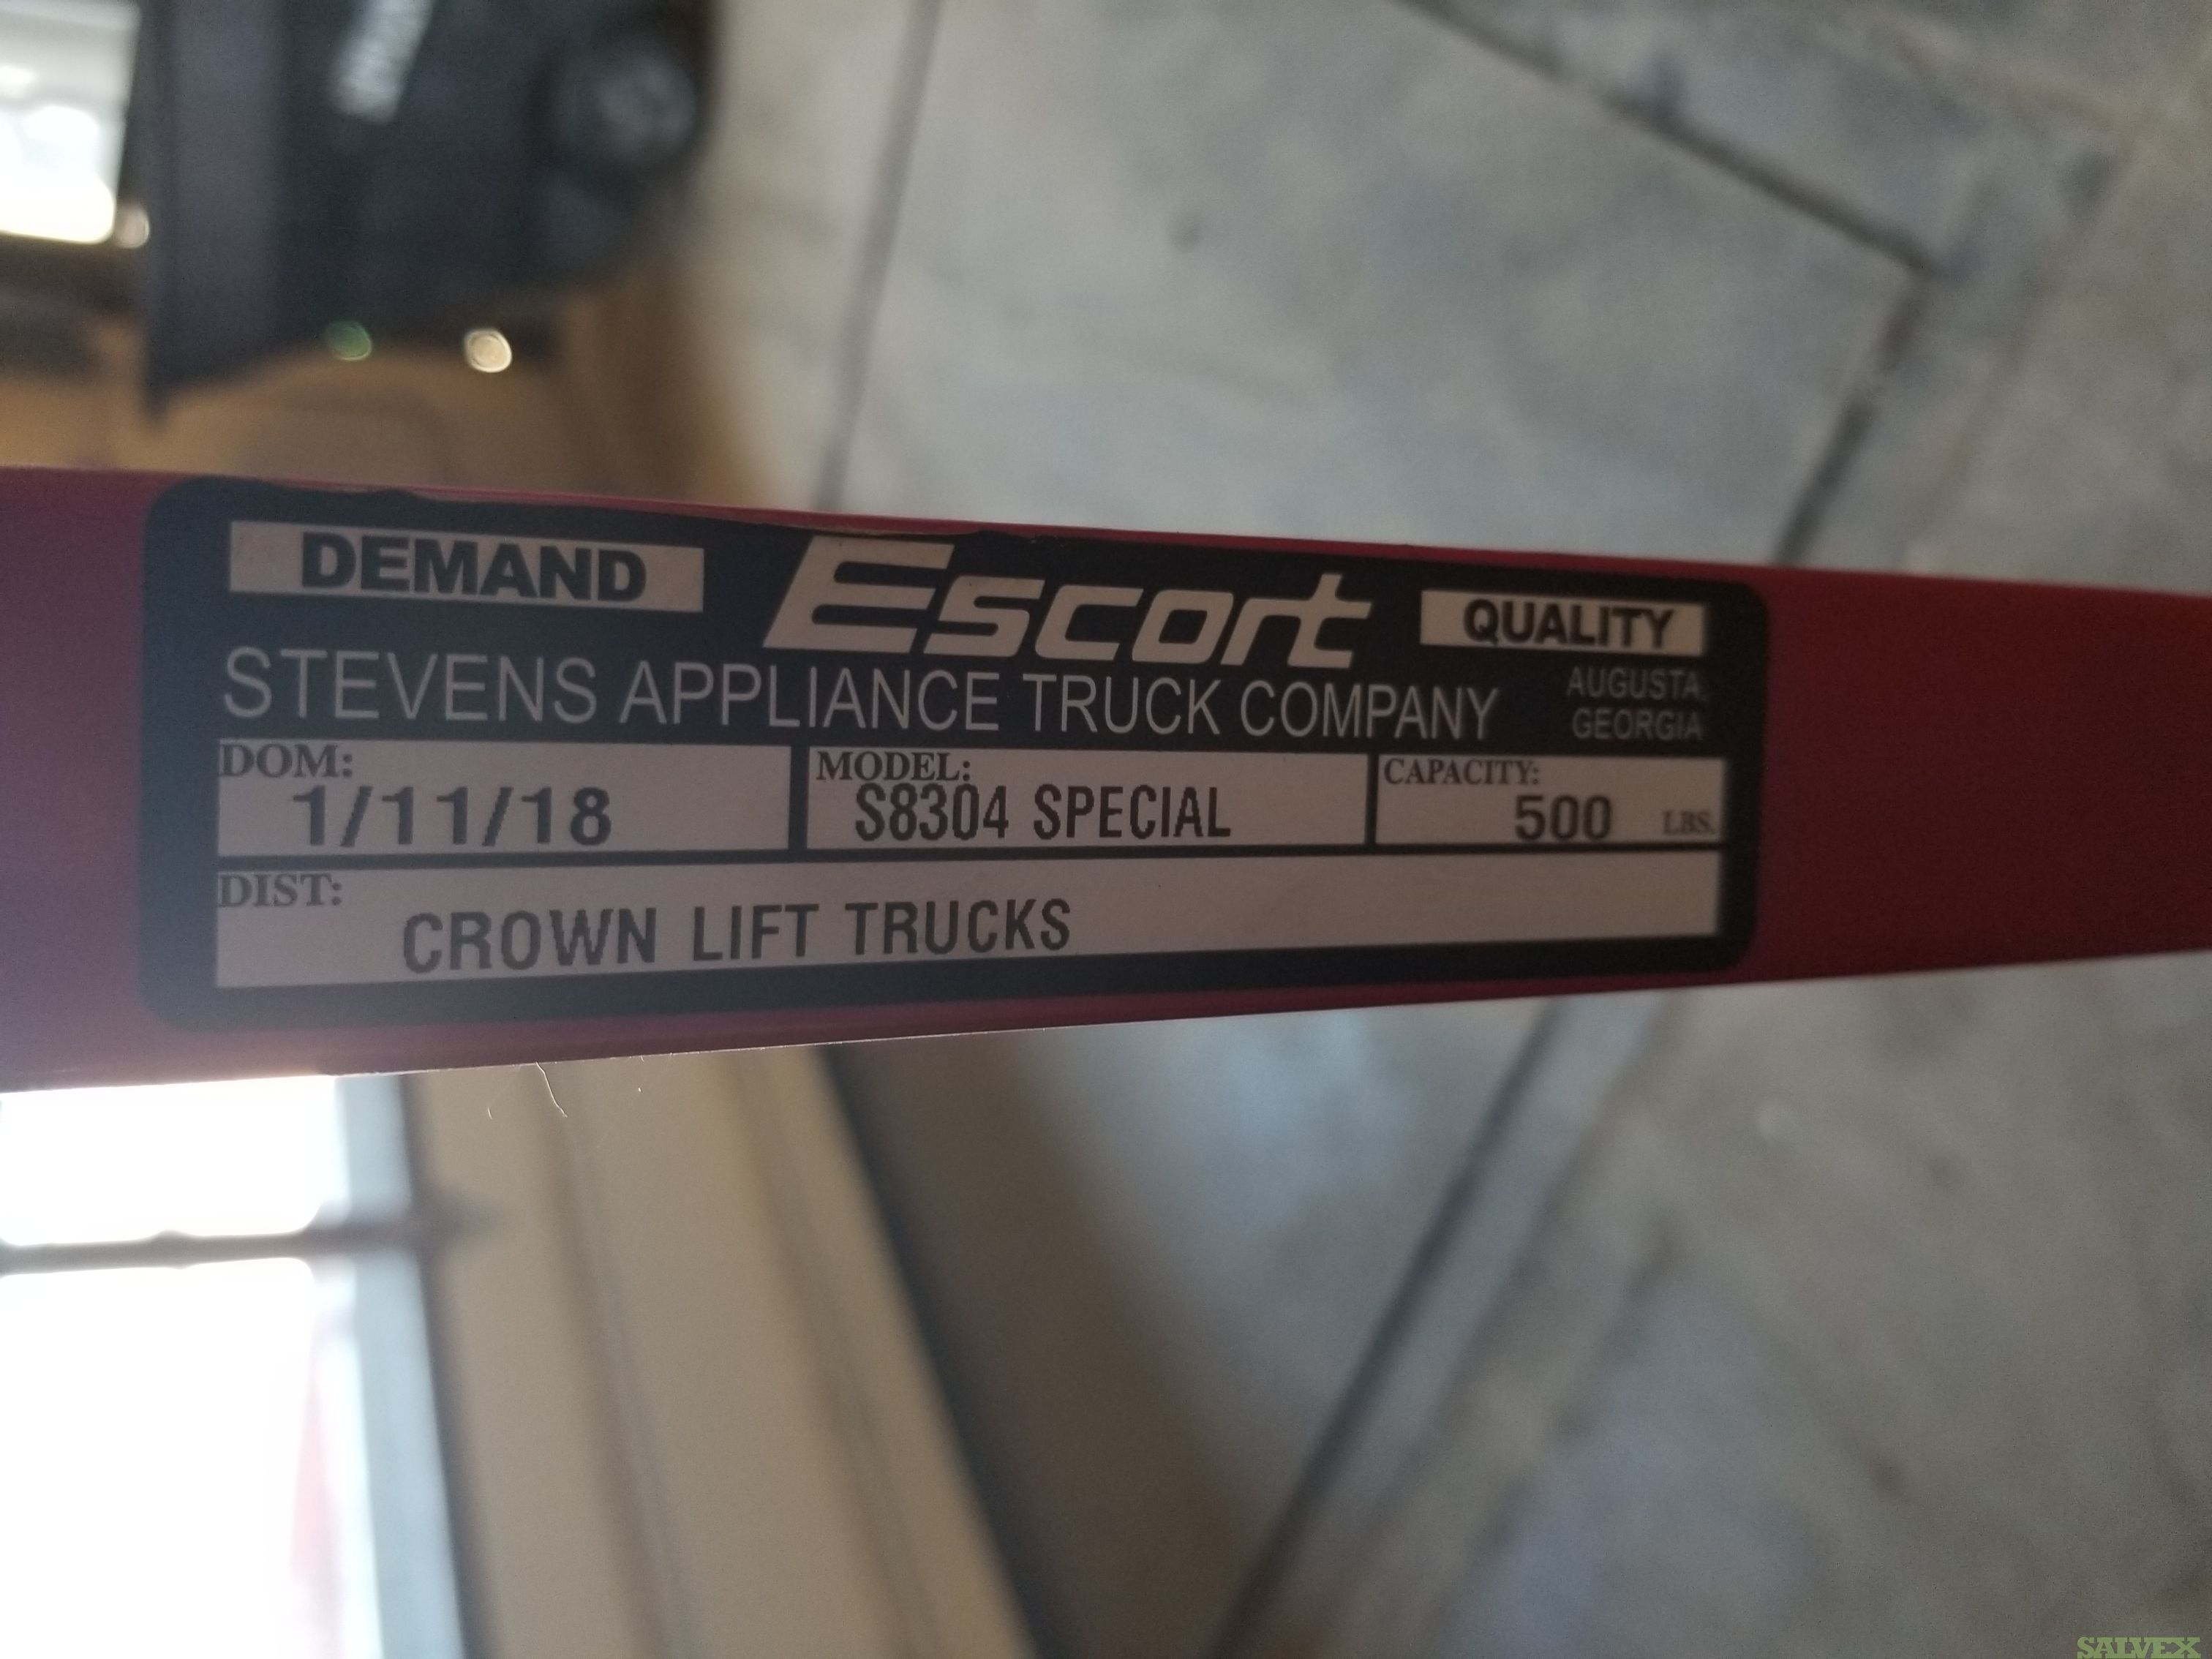 DEMAND Escort QUALITY
STEVENS APPLIANCE TRUCK COMPANY AUGUSTA,
GEORGIA
DOM: MODEL: CAPACITY:
1/11/18 S8304 SPECIAL 500 LBS.
DIST:
CROWN LIFT TRUCKS
SALVEX